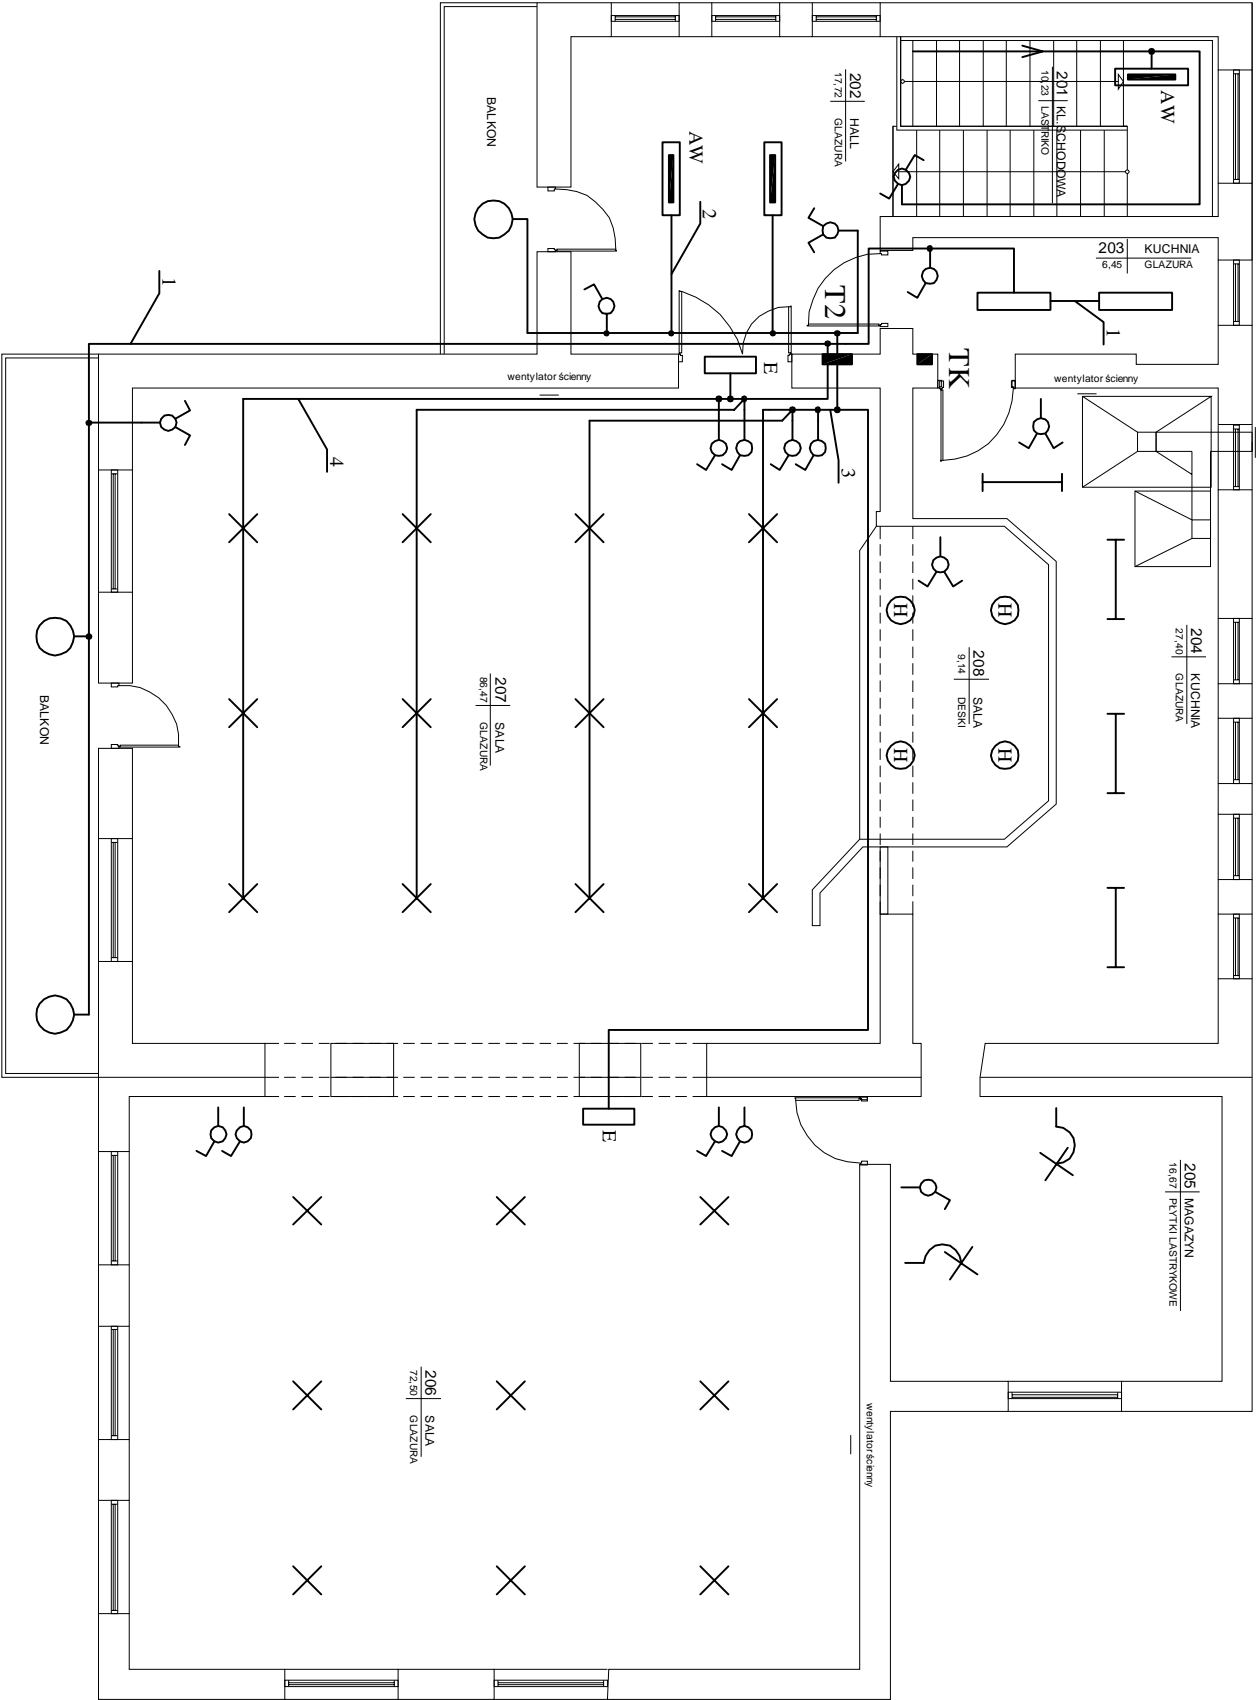 AW
201 KL.SCHODOWA
10,23 LASTRIKO
202 HALL
17,72 GLAZURA
BALKON
AW
2
203 KUCHNIA
6,45 GLAZURA
T2
1
1
TK
E
wentylator ścienny
wentylator ścienny
4
3
H
H
204 KUCHNIA
27,40 GLAZURA
208 SALA
9,14 DESKI
207 SALA
86,47 GLAZURA
BALKON
H
H
E
205 MAGAZYN
16,67 PŁYTKI LASTRYKOWE
206 SALA
72,50 GLAZURA
wentylator ścienny